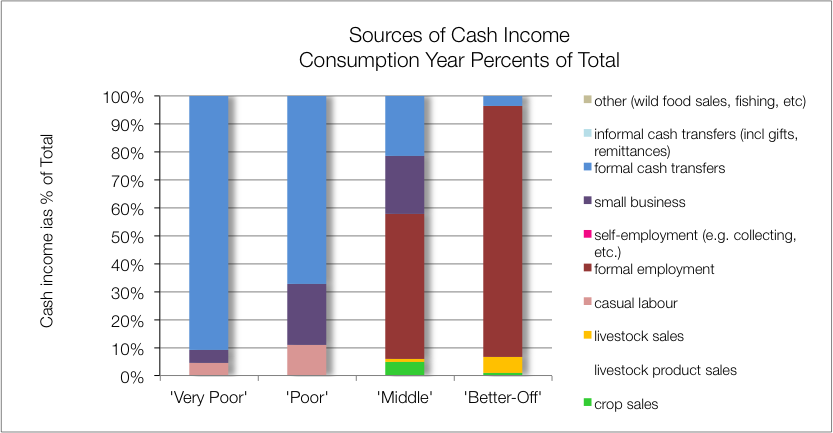 Sources of Cash Income
Consumption Year Percents of Total
Cash income ias % of Total
100%
90%
80%
70%
60%
50%
40%
30%
20%
10%
0%
'Very Poor'
'Poor'
'Middle'
'Better-Off'
other (wild food sales, fishing, etc)
informal cash transfers (incl gifts,
remittances)
formal cash transfers
small business
self-employment (e.g. collecting,
etc.)
formal employment
casual labour
livestock sales
livestock product sales
crop sales